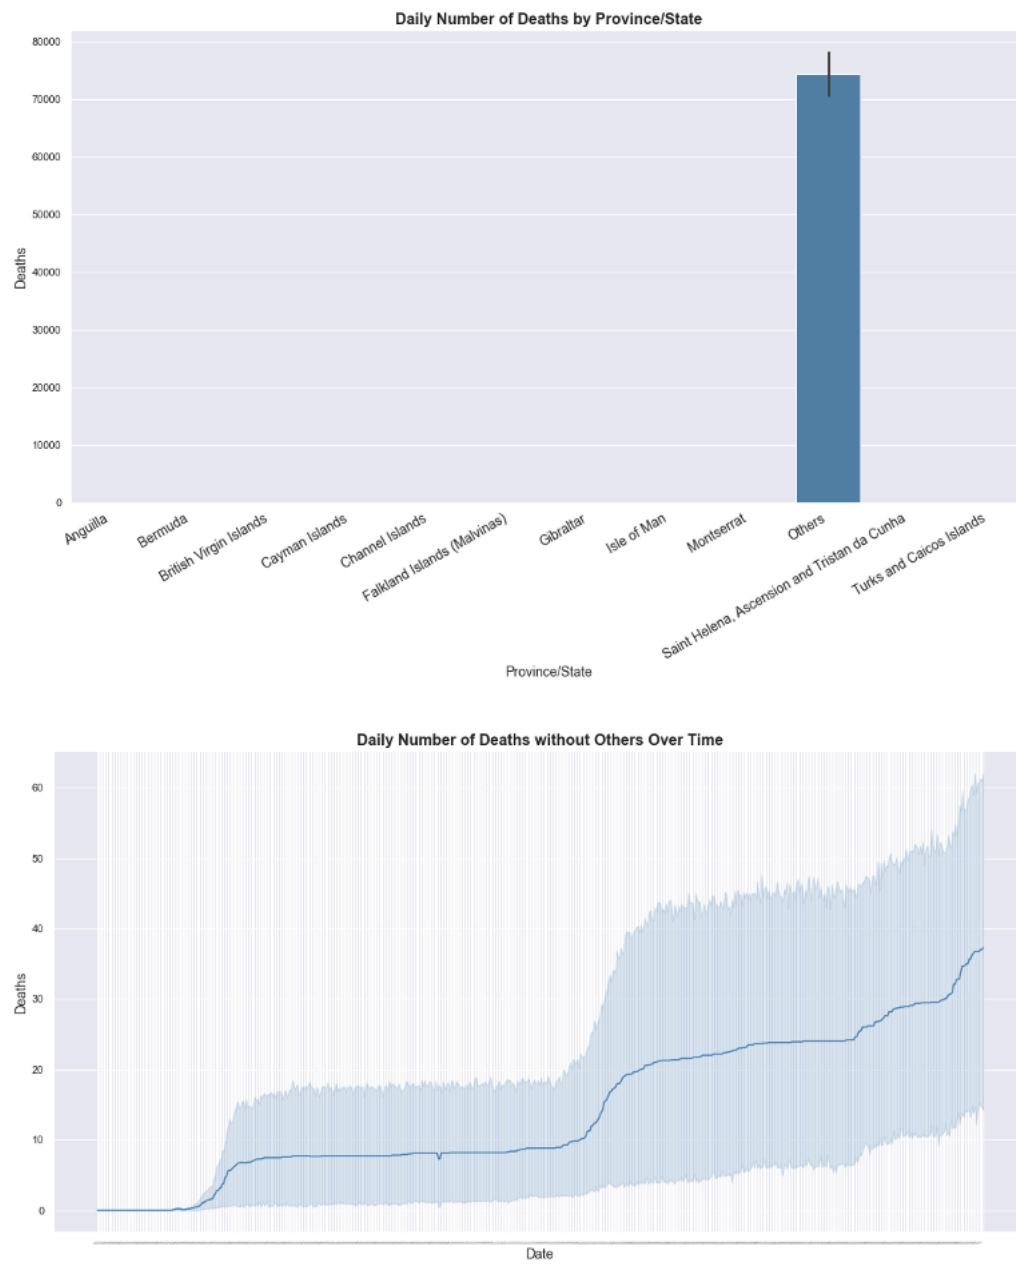 Daily Number of Deaths by Province/State
80000
70000
60000
50000
40000
30000
20000
10000
0
Deaths
Anguilla
Bermuda
British Virgin Islands
Cayman Islands
Channel Islands
Falkland Islands (Malvinas)
Gibraltar
Isle of Man
Montserrat
Others
Saint Helena, Ascension and Tristan da Cunha
Turks and Caicos Islands
Province/State
Daily Number of Deaths without Others Over Time
60
50
40
30
20
10
0
Deaths
Date